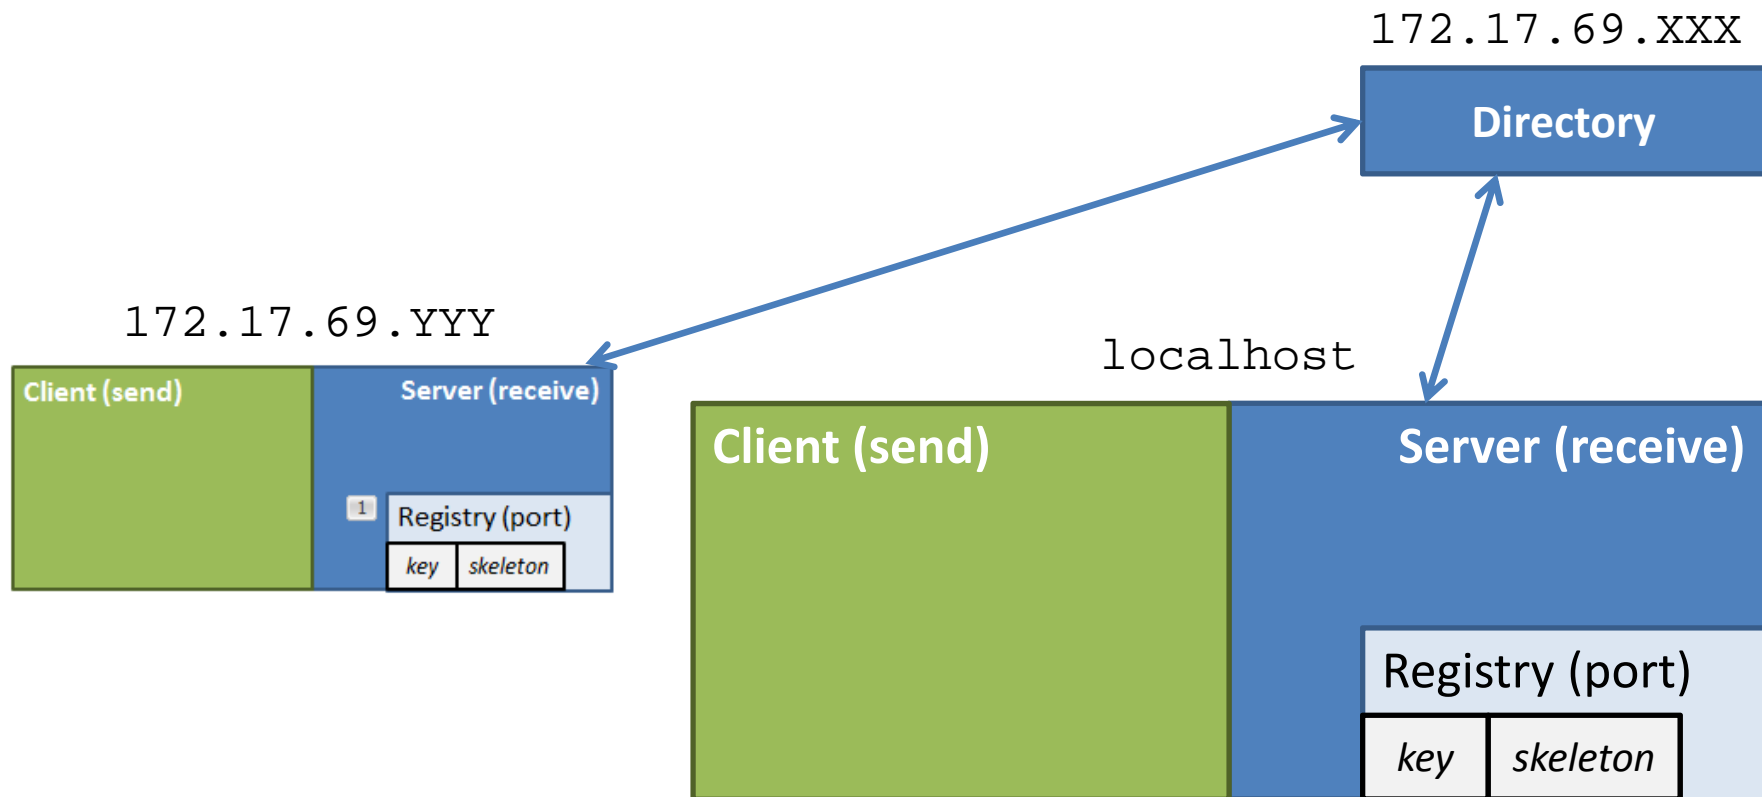 172.17.69.XXX
Directory
172.17.69.YYY
Client (send)
Server (receive)
1
Registry (port)
key skeleton
localhost
Client (send)
Server (receive)
Registry (port)
key skeleton